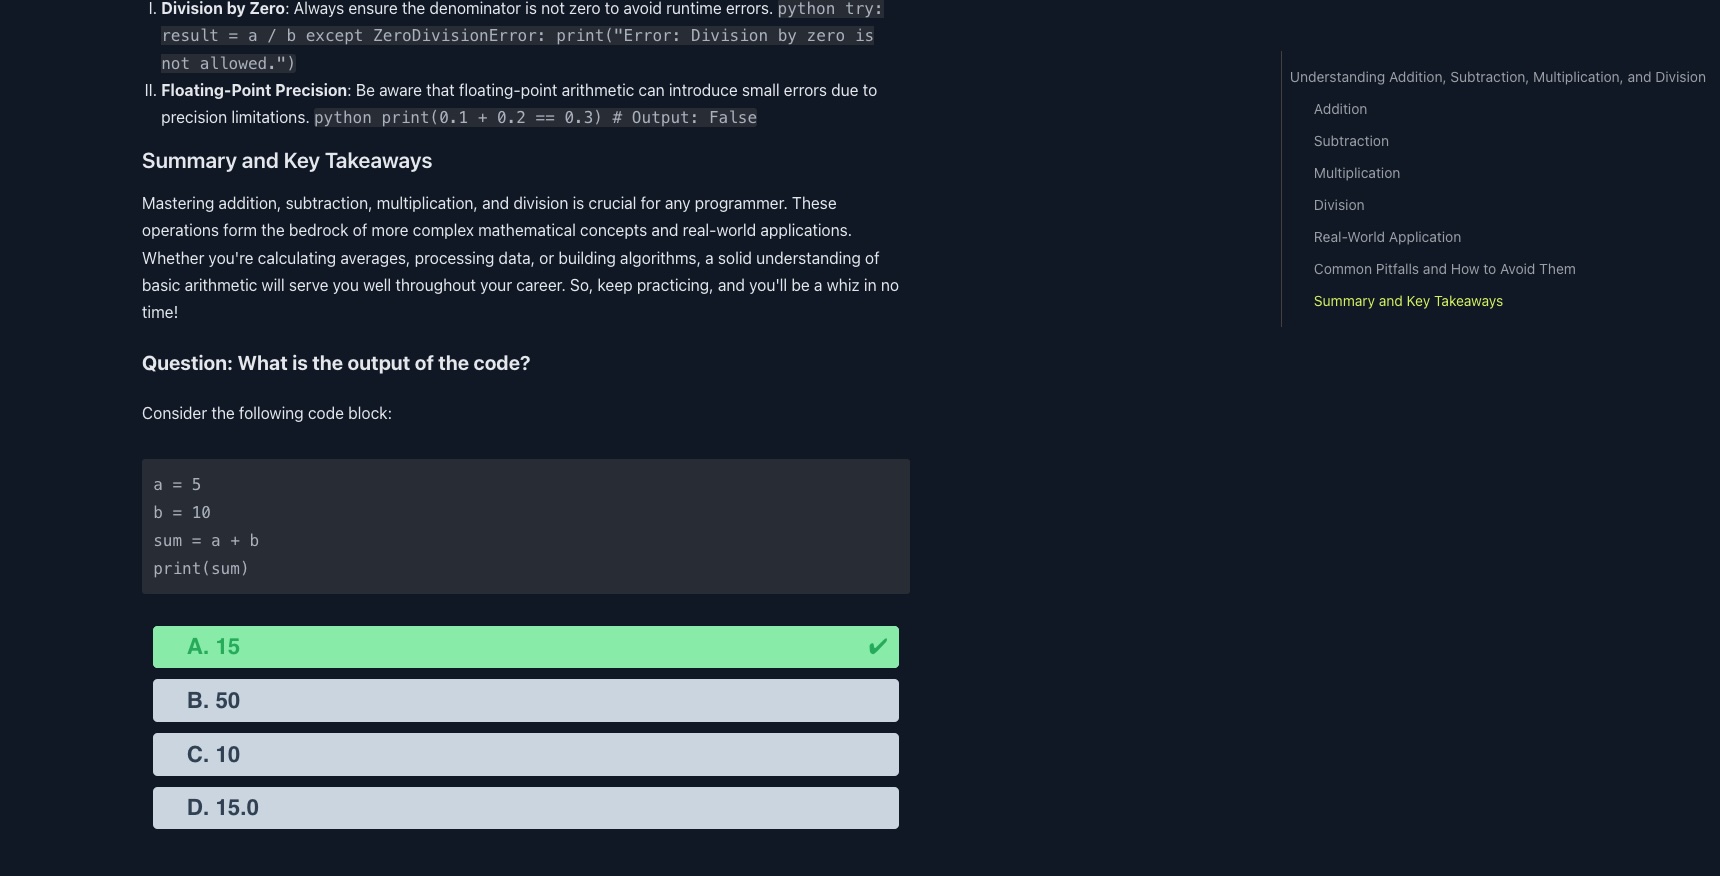 I. Division by Zero: Always ensure the denominator is not zero to avoid runtime errors. python try:
result = a / b except ZeroDivisionError: print("Error: Division by zero is
not allowed.")
II. Floating-Point Precision: Be aware that floating-point arithmetic can introduce small errors due to
precision limitations. python print(0.1 + 0.2 == 0.3) # Output: False
Summary and Key Takeaways
Mastering addition, subtraction, multiplication, and division is crucial for any programmer. These
operations form the bedrock of more complex mathematical concepts and real-world applications.
Whether you're calculating averages, processing data, or building algorithms, a solid understanding of
basic arithmetic will serve you well throughout your career. So, keep practicing, and you'll be a whiz in no
time!
Question: What is the output of the code?
Consider the following code block:
a = 5
b = 10
sum = a + b
print(sum)
A. 15 ✔
B. 50
C. 10
D. 15.0
Understanding Addition, Subtraction, Multiplication, and Division
Addition
Subtraction
Multiplication
Division
Real-World Application
Common Pitfalls and How to Avoid Them
Summary and Key Takeaways